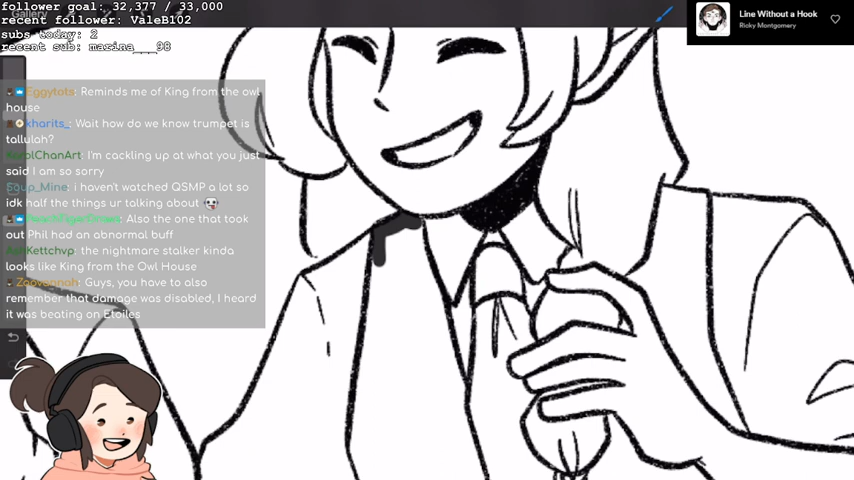 follower goal: 32,377 / 33,000
Gallery
recent follower: ValeB102
subs today: 2
recent sub: marina___98
Line Without a Hook
Ricky Montgomery
Eggytots: Reminds me of King from the owl
house
kharits_: Wait how do we know trumpet is
tallulah?
I'm cackling up at what you just
said I am so sorry
Soup_Mine: i haven't watched QSMP a lot so
idk half the things ur talking about
Also the one that took
out Phil had an abnormal buff
the nightmare stalker kinda
looks like King from the Owl House
Guys, you have to also
remember that damage was disabled, I heard
it was beating on Etoiles